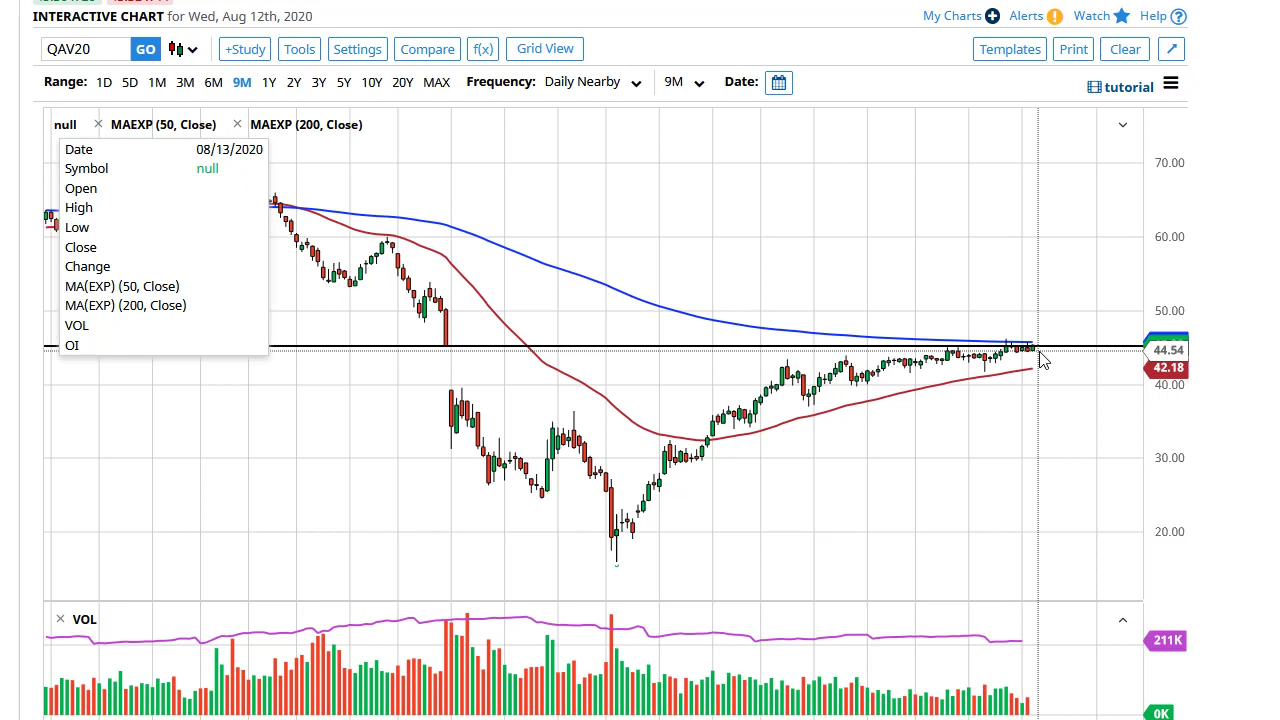 INTERACTIVE CHART for Wed, Aug 12th, 2020
My Charts Alerts Watch Help
QAV20 GO +Study Tools Settings Compare f(x) Grid View Templates Print Clear
Range: 1D 5D 1M 3M 6M 9M 1Y 2Y 3Y 5Y 10Y 20Y MAX Frequency: Daily Nearby 9M Date:
tutorial
null × MAEXP (50, Close) × MAEXP (200, Close)
Date 08/13/2020
Symbol null
Open
High
Low
Close
Change
MA(EXP) (50, Close)
MA(EXP) (200, Close)
VOL
OI
70.00
60.00
50.00
44.54
42.18
40.00
30.00
20.00
× VOL
211K
0K